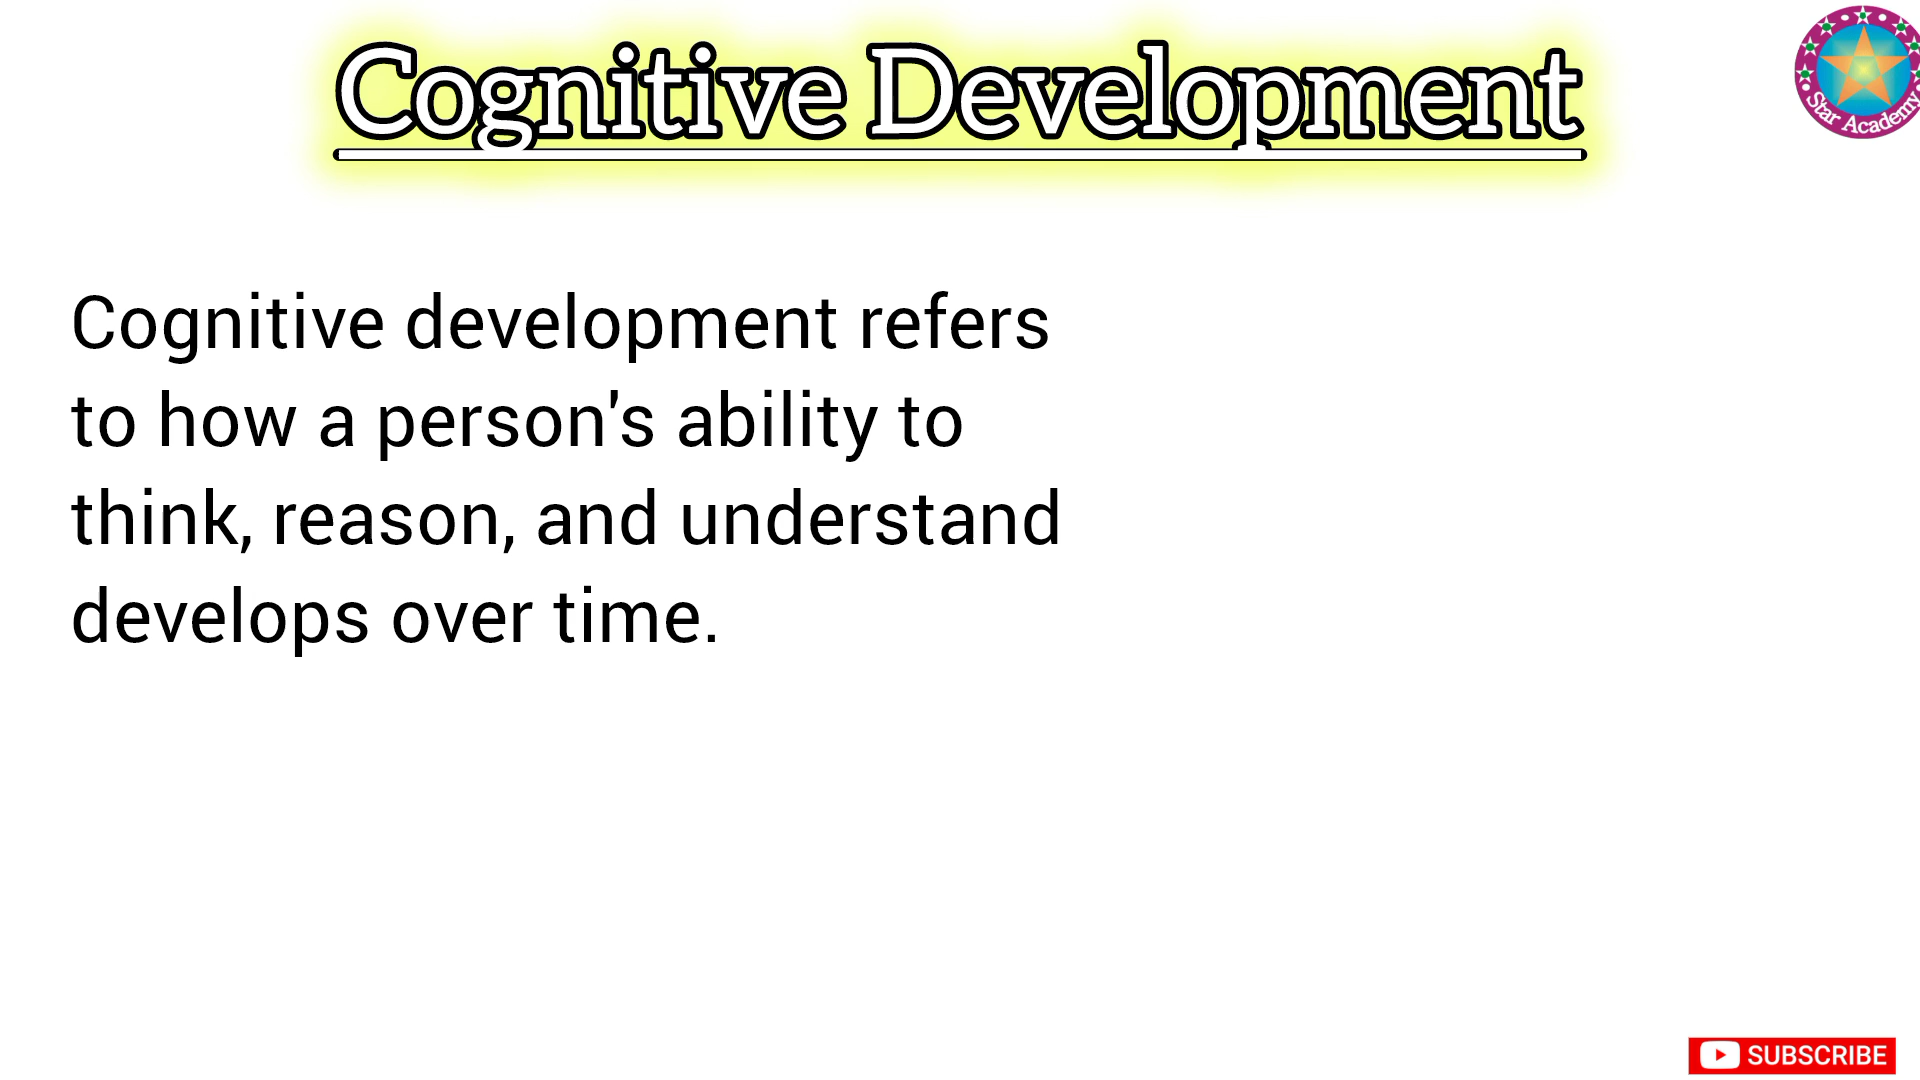 Cognitive Development
Star Academy
Cognitive development refers
to how a person's ability to
think, reason, and understand
develops over time.
SUBSCRIBE